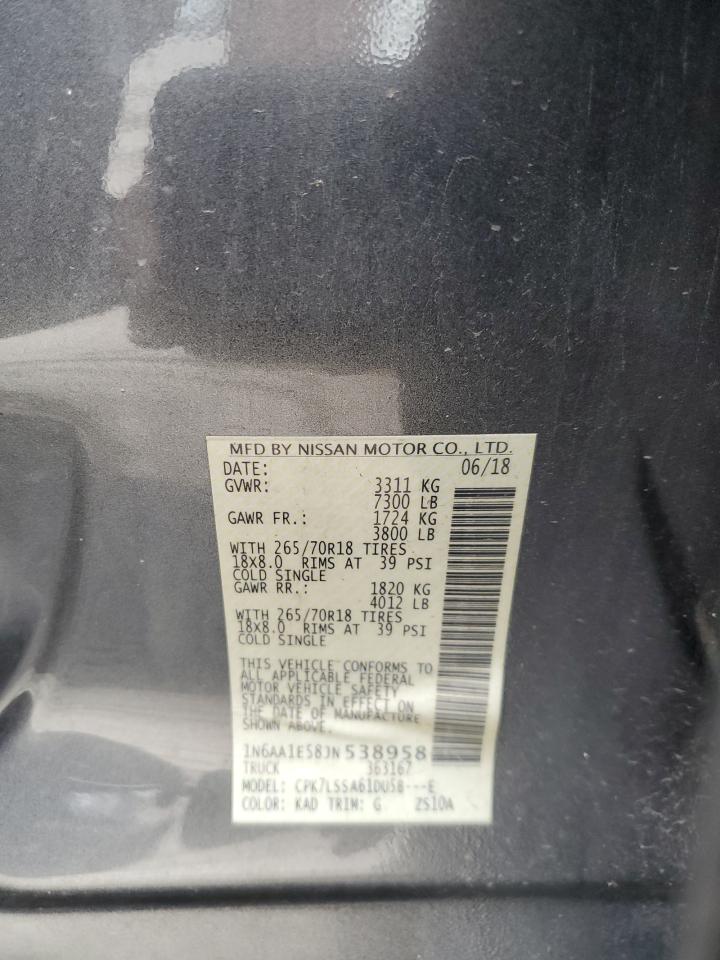 MFD BY NISSAN MOTOR CO., LTD.
DATE: 06/18
GVWR: 3311 KG
7300 LB
GAWR FR.: 1724 KG
3800 LB
WITH 265/70R18 TIRES
18X8.0 RIMS AT 39 PSI
COLD SINGLE
GAWR RR.: 1820 KG
4012 LB
WITH 265/70R18 TIRES
18X8.0 RIMS AT 39 PSI
COLD SINGLE
THIS VEHICLE CONFORMS TO
ALL APPLICABLE FEDERAL
MOTOR VEHICLE SAFETY
STANDARDS IN EFFECT ON
THE DATE OF MANUFACTURE
SHOWN ABOVE.
1N6AA1E58JN538958
TRUCK 363167
MODEL: CPK7LSSA61DU58---E
COLOR: KAD TRIM: G ZS10A